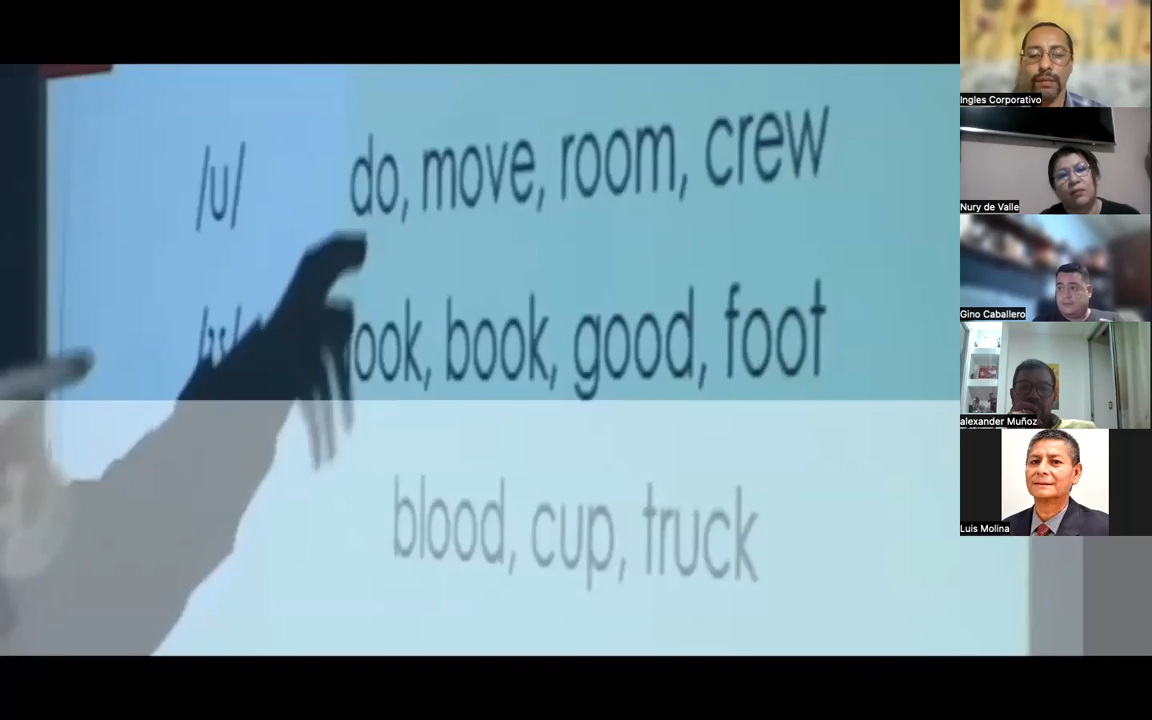 /u/ do, move, room, crew
book, good, foot
blood, cup, truck
Ingles Corporativo
Nury de Valle
Gino Caballero
alexander Muñoz
Luis Molina